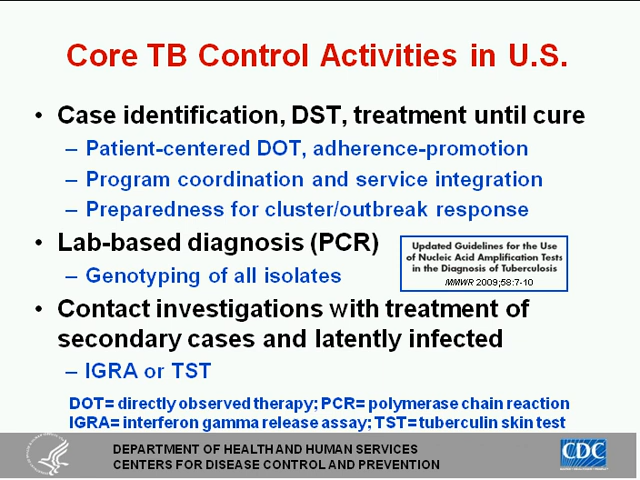 Core TB Control Activities in U.S.
• Case identification, DST, treatment until cure
– Patient-centered DOT, adherence-promotion
– Program coordination and service integration
– Preparedness for cluster/outbreak response
• Lab-based diagnosis (PCR)
Updated Guidelines for the Use
of Nucleic Acid Amplification Tests
in the Diagnosis of Tuberculosis
MMWR 2009;58:7-10
– Genotyping of all isolates
• Contact investigations with treatment of
secondary cases and latently infected
– IGRA or TST
DOT= directly observed therapy; PCR= polymerase chain reaction
IGRA= interferon gamma release assay; TST= tuberculin skin test
DEPARTMENT OF HEALTH AND HUMAN SERVICES
CENTERS FOR DISEASE CONTROL AND PREVENTION
CDC